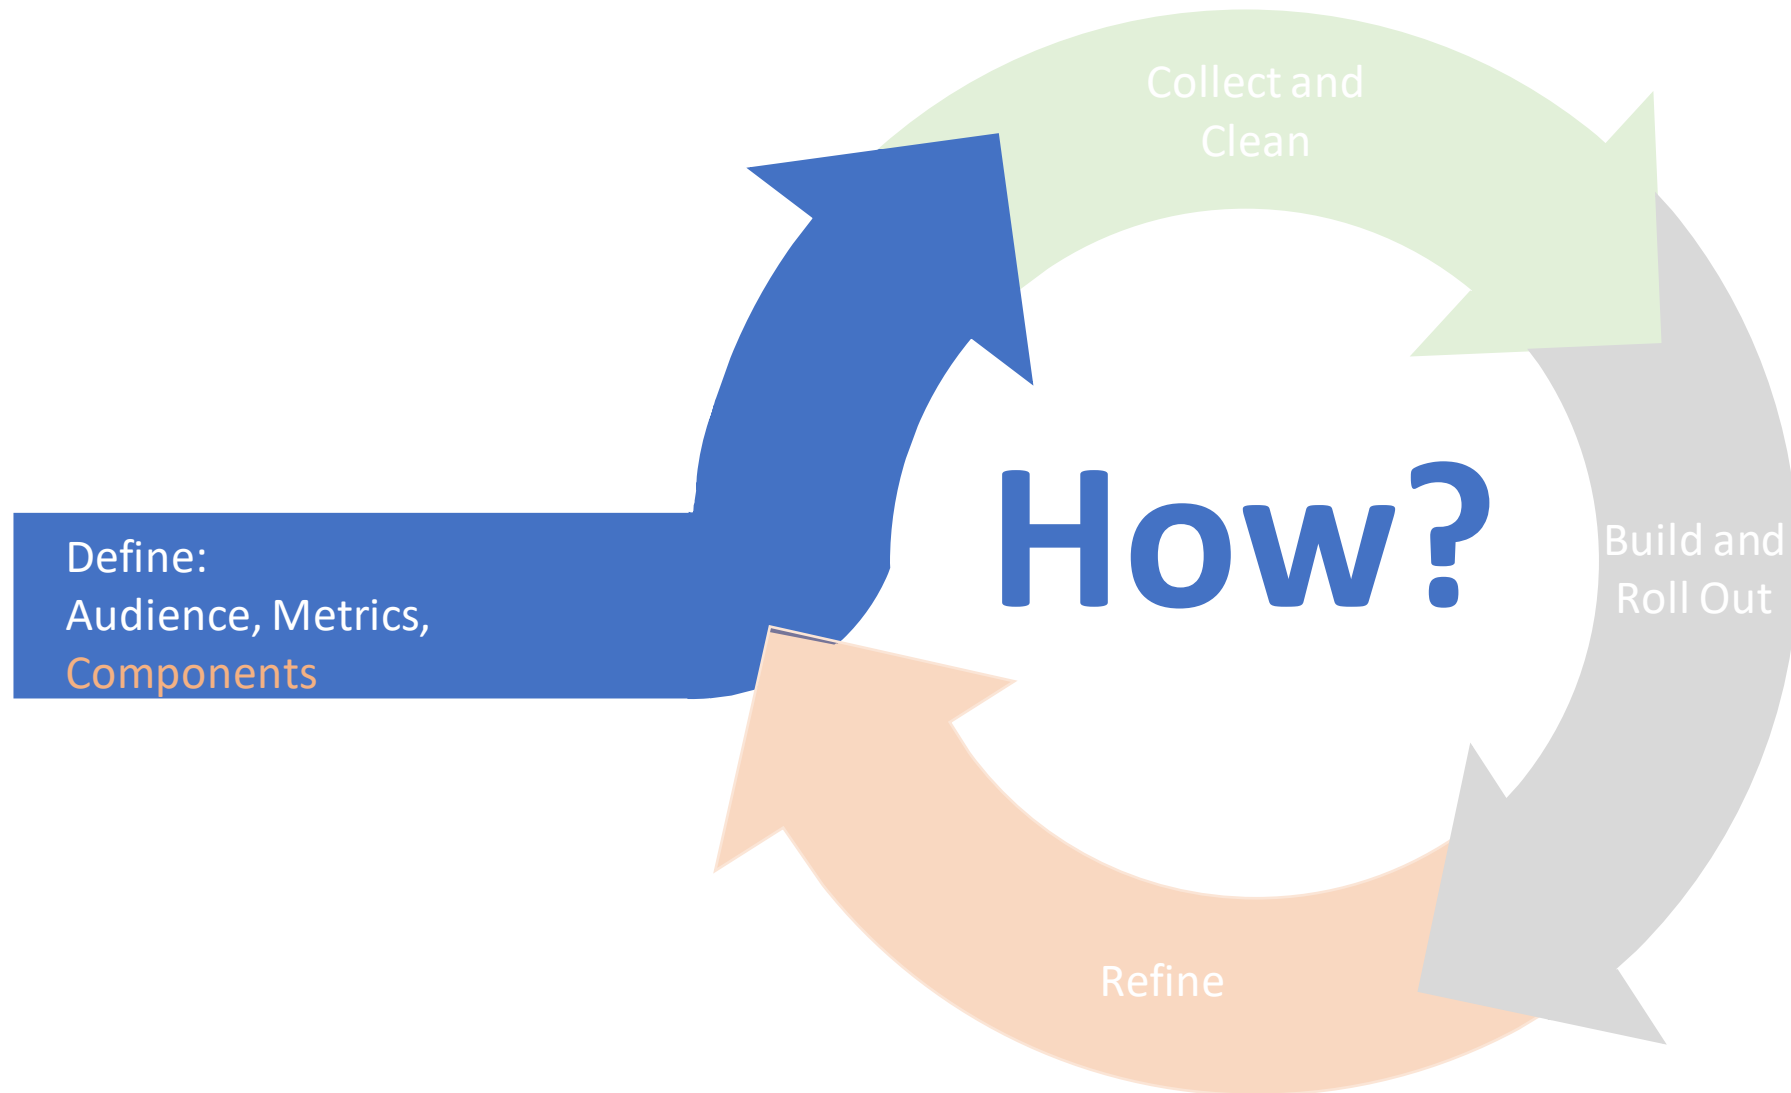 Collect and
Clean
How?
Define:
Audience, Metrics,
Components
Build and
Roll Out
Refine